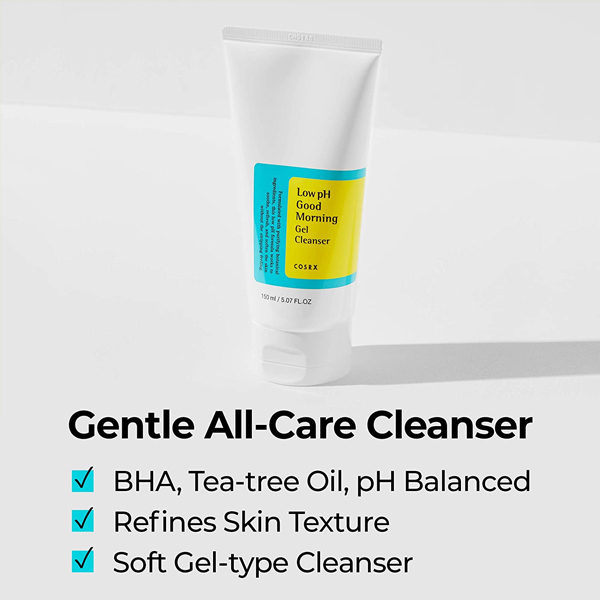 Low pH
Good
Morning
Gel
Cleanser
COSRX
150 ml / 5.07 FL.OZ
Gentle All-Care Cleanser
BHA, Tea-tree Oil, pH Balanced
Refines Skin Texture
Soft Gel-type Cleanser